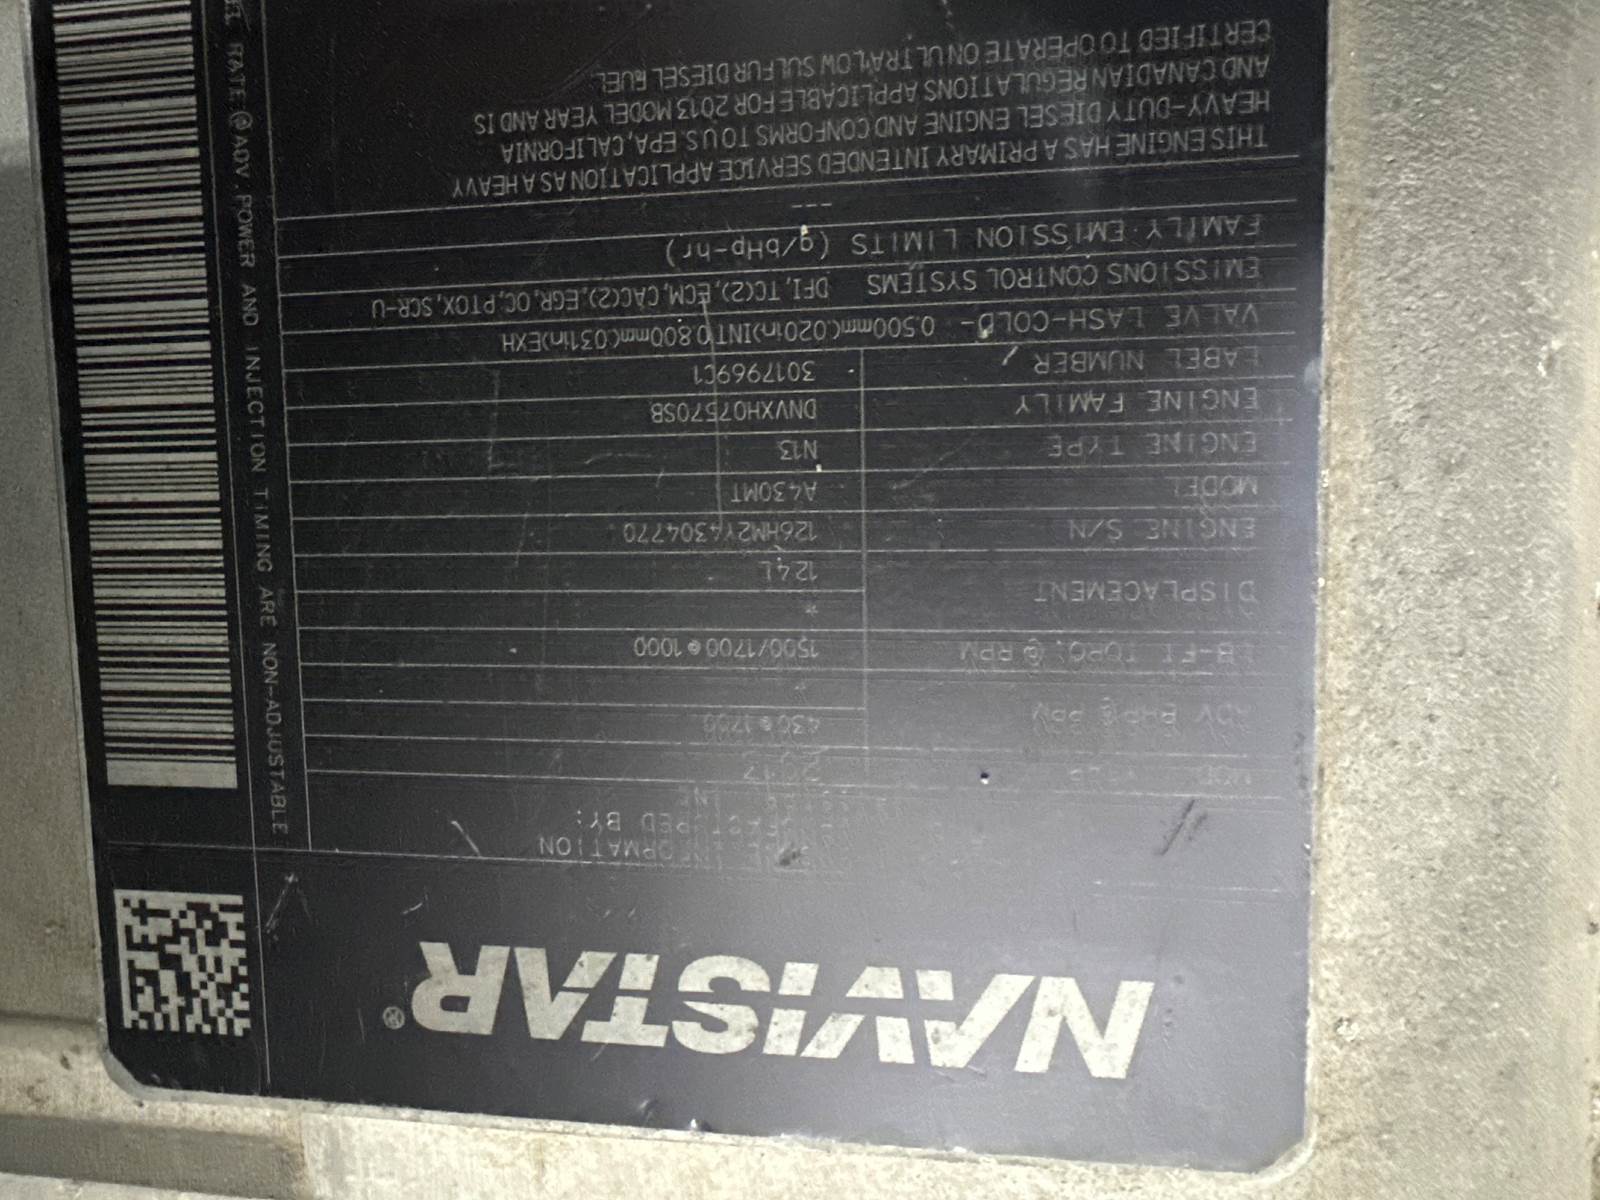 NAVISTAR®
INFORMATION
BY:
2013
ADV BHP @ RPM 430@1700
*
LB-FT TORQ. @ RPM 1500/1700@1000
*
DISPLACEMENT 12.4L
ENGINE S/N 126HM2Y4304770
MODEL A430MT
ENGINE TYPE N13
ENGINE FAMILY DNVXH0757OSB
LABEL NUMBER 3017969C1
VALVE LASH-COLD- 0.500mm(.020in)INT 0.800mm(.031in)EXH
EMISSIONS CONTROL SYSTEMS DFI, TC(2), ECM, CAC(2), EGR, OC, PTOX, SCR-U
FAMILY EMISSION LIMITS (g/bHp-hr)
---
THIS ENGINE HAS A PRIMARY INTENDED SERVICE APPLICATION AS A HEAVY
HEAVY-DUTY DIESEL ENGINE AND CONFORMS TO U.S. EPA, CALIFORNIA
AND CANADIAN REGULATIONS APPLICABLE FOR 2013 MODEL YEAR AND IS
CERTIFIED TO OPERATE ON ULTRA LOW SULFUR DIESEL FUEL
RATE @ ADV. POWER AND INJECTION TIMING ARE NON-ADJUSTABLE